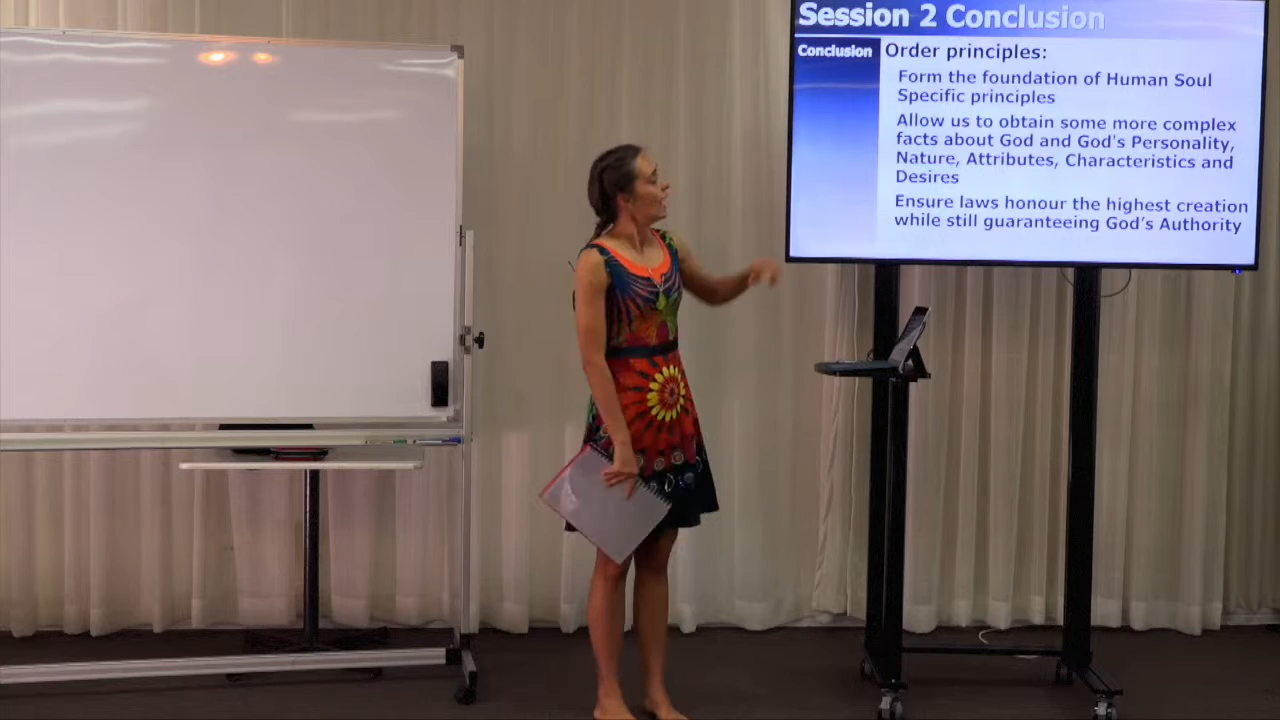 Session 2 Conclusion
Conclusion
Order principles:
Form the foundation of Human Soul
Specific principles
Allow us to obtain some more complex
facts about God and God's Personality,
Nature, Attributes, Characteristics and
Desires
Ensure laws honour the highest creation
while still guaranteeing God's Authority